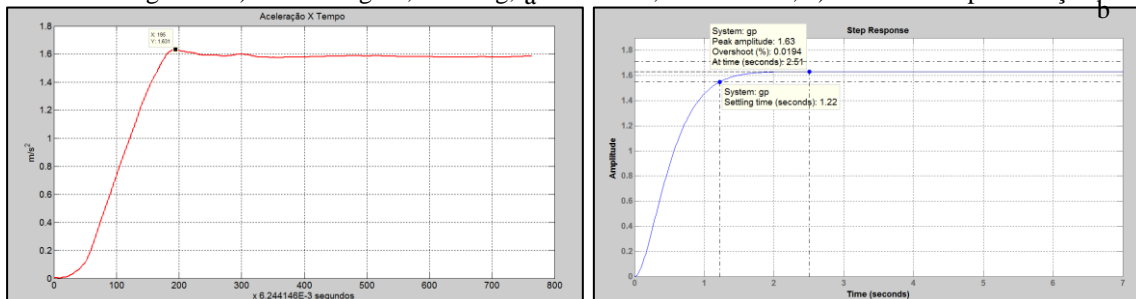 a
b
Aceleração X Tempo
X: 195
Y: 1.631
1.8
1.6
1.4
1.2
1
0.8
0.6
0.4
0.2
0
m/s²
0 100 200 300 400 500 600 700 800
x 6.244146E-3 segundos
Step Response
System: gp
Peak amplitude: 1.63
Overshoot (%): 0.0194
At time (seconds): 2.51
System: gp
Settling time (seconds): 1.22
1.8
1.6
1.4
1.2
1
0.8
0.6
0.4
0.2
0
Amplitude
0 1 2 3 4 5 6 7
Time (seconds)